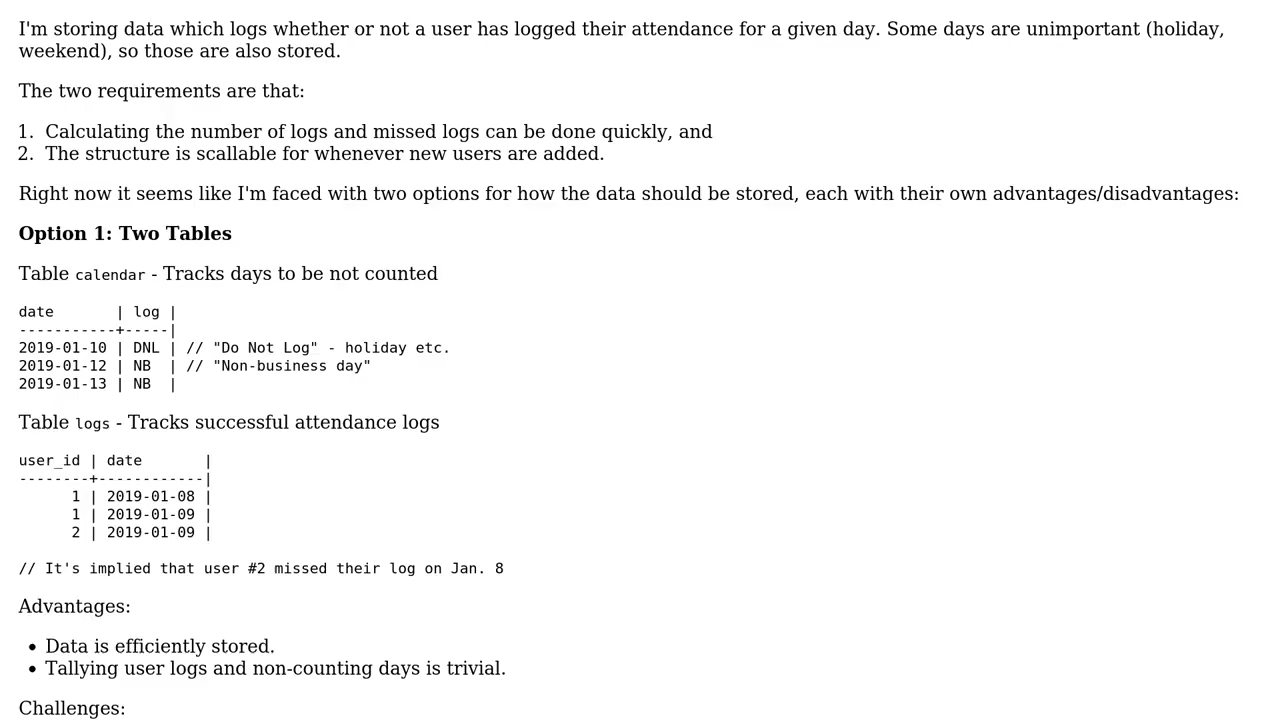 I'm storing data which logs whether or not a user has logged their attendance for a given day. Some days are unimportant (holiday,
weekend), so those are also stored.
The two requirements are that:
1. Calculating the number of logs and missed logs can be done quickly, and
2. The structure is scallable for whenever new users are added.
Right now it seems like I'm faced with two options for how the data should be stored, each with their own advantages/disadvantages:
Option 1: Two Tables
Table calendar - Tracks days to be not counted
date       | log |
-----------+-----|
2019-01-10 | DNL | // "Do Not Log" - holiday etc.
2019-01-12 | NB  | // "Non-business day"
2019-01-13 | NB  |
Table logs - Tracks successful attendance logs
user_id | date       |
--------+------------|
      1 | 2019-01-08 |
      1 | 2019-01-09 |
      2 | 2019-01-09 |
// It's implied that user #2 missed their log on Jan. 8
Advantages:
• Data is efficiently stored.
• Tallying user logs and non-counting days is trivial.
Challenges: